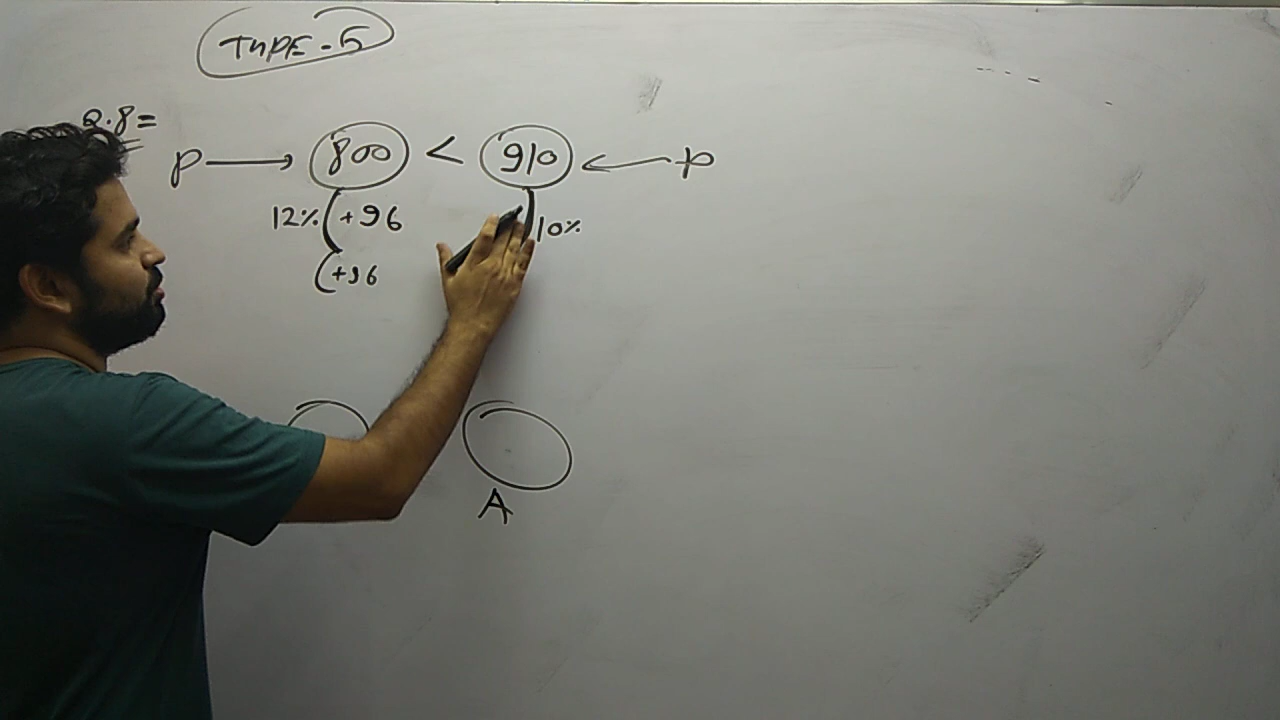 TYPE-5
Q.8=
P → 800 < 910 ← P
12% (+96 10%
(+96
A